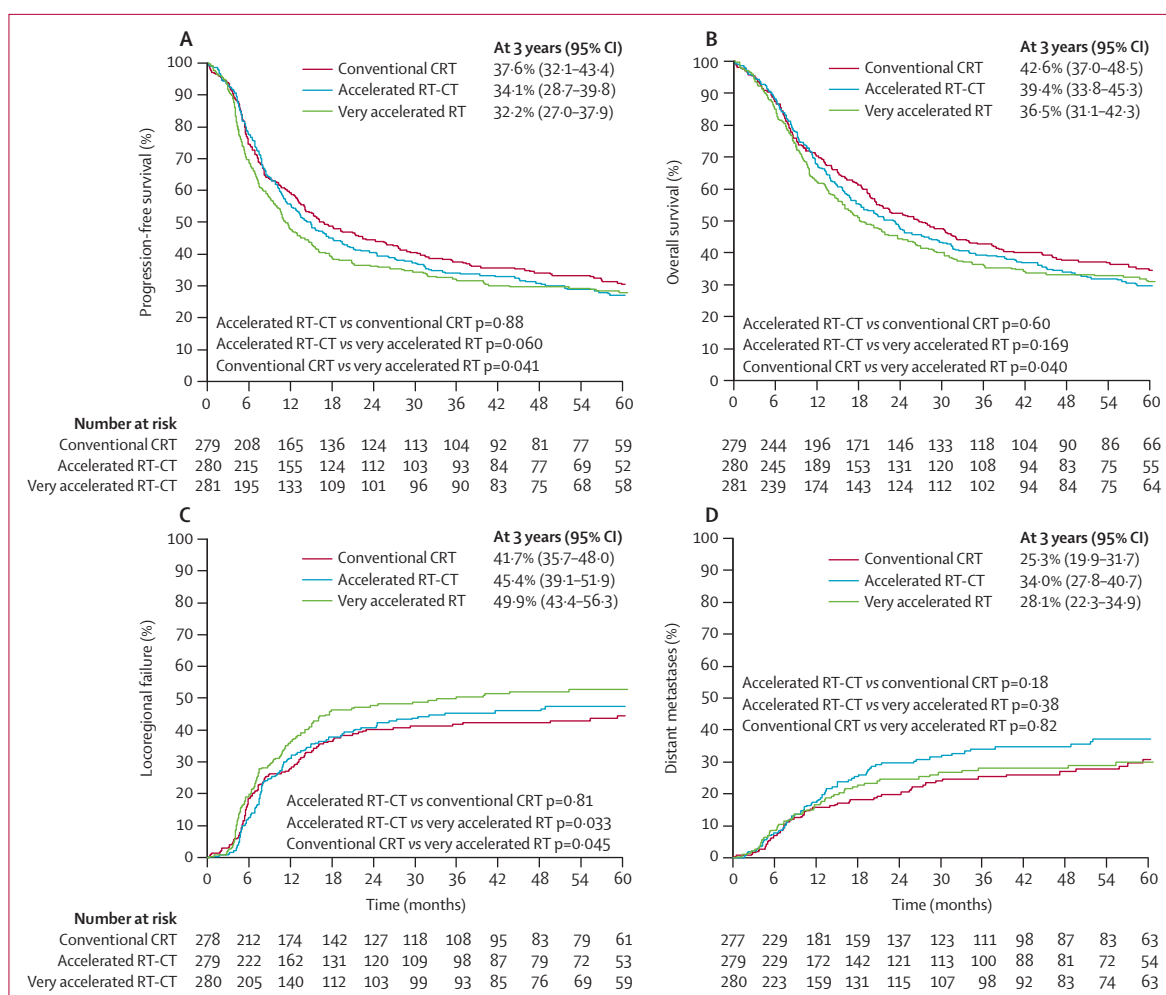 A
At 3 years (95% CI)
Conventional CRT 37·6% (32·1–43·4)
Accelerated RT-CT 34·1% (28·7–39·8)
Very accelerated RT 32·2% (27·0–37·9)
Progression-free survival (%)
100
90
80
70
60
50
40
30
20
10
0
Accelerated RT-CT vs conventional CRT p=0·88
Accelerated RT-CT vs very accelerated RT p=0·060
Conventional CRT vs very accelerated RT p=0·041
0 6 12 18 24 30 36 42 48 54 60
Number at risk
Conventional CRT 279 208 165 136 124 113 104 92 81 77 59
Accelerated RT-CT 280 215 155 124 112 103 93 84 77 69 52
Very accelerated RT-CT 281 195 133 109 101 96 90 83 75 68 58
B
At 3 years (95% CI)
Conventional CRT 42·6% (37·0–48·5)
Accelerated RT-CT 39·4% (33·8–45·3)
Very accelerated RT 36·5% (31·1–42·3)
Overall survival (%)
100
90
80
70
60
50
40
30
20
10
0
Accelerated RT-CT vs conventional CRT p=0·60
Accelerated RT-CT vs very accelerated RT p=0·169
Conventional CRT vs very accelerated RT p=0·040
0 6 12 18 24 30 36 42 48 54 60
279 244 196 171 146 133 118 104 90 86 66
280 245 189 153 131 120 108 94 83 75 55
281 239 174 143 124 112 102 94 84 75 64
C
At 3 years (95% CI)
Conventional CRT 41·7% (35·7–48·0)
Accelerated RT-CT 45·4% (39·1–51·9)
Very accelerated RT 49·9% (43·4–56·3)
Locoregional failure (%)
100
90
80
70
60
50
40
30
20
10
0
Accelerated RT-CT vs conventional CRT p=0·81
Accelerated RT-CT vs very accelerated RT p=0·033
Conventional CRT vs very accelerated RT p=0·045
0 6 12 18 24 30 36 42 48 54 60
Time (months)
Number at risk
Conventional CRT 278 212 174 142 127 118 108 95 83 79 61
Accelerated RT-CT 279 222 162 131 120 109 98 87 79 72 53
Very accelerated RT-CT 280 205 140 112 103 99 93 85 76 69 59
D
At 3 years (95% CI)
Conventional CRT 25·3% (19·9–31·7)
Accelerated RT-CT 34·0% (27·8–40·7)
Very accelerated RT 28·1% (22·3–34·9)
Distant metastases (%)
100
90
80
70
60
50
40
30
20
10
0
Accelerated RT-CT vs conventional CRT p=0·18
Accelerated RT-CT vs very accelerated RT p=0·38
Conventional CRT vs very accelerated RT p=0·82
0 6 12 18 24 30 36 42 48 54 60
Time (months)
277 229 181 159 137 123 111 98 87 83 63
279 229 172 142 121 113 100 88 81 72 54
280 223 159 131 115 107 98 92 83 74 63